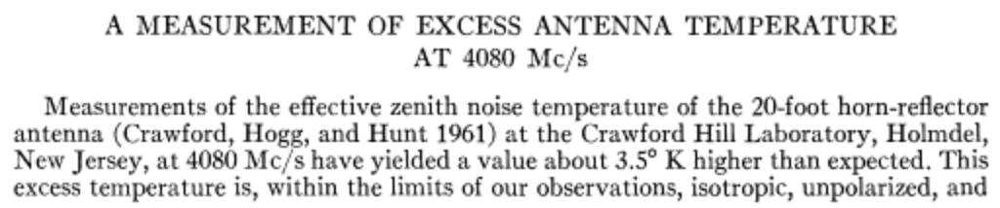 A MEASUREMENT OF EXCESS ANTENNA TEMPERATURE
AT 4080 Mc/s
Measurements of the effective zenith noise temperature of the 20-foot horn-reflector
antenna (Crawford, Hogg, and Hunt 1961) at the Crawford Hill Laboratory, Holmdel,
New Jersey, at 4080 Mc/s have yielded a value about 3.5° K higher than expected. This
excess temperature is, within the limits of our observations, isotropic, unpolarized, and